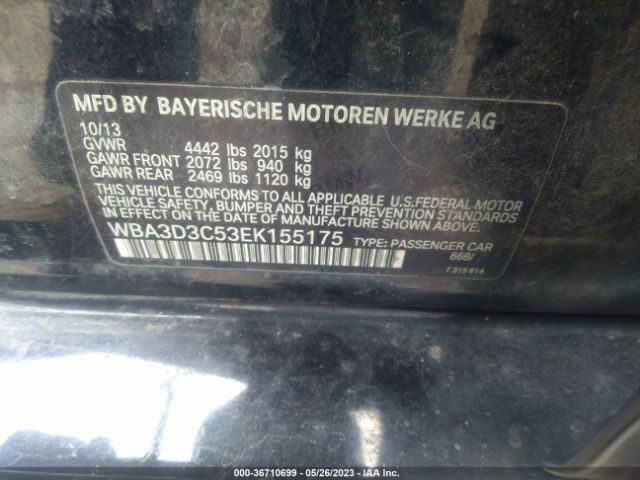 MFD BY BAYERISCHE MOTOREN WERKE AG
10/13
GVWR 4442 lbs 2015 kg
GAWR FRONT 2072 lbs 940 kg
GAWR REAR 2469 lbs 1120 kg
THIS VEHICLE CONFORMS TO ALL APPLICABLE U.S.FEDERAL MOTOR
VEHICLE SAFETY, BUMPER AND THEFT PREVENTION STANDARDS
IN EFFECT ON THE DATE OF MANUFACTURE SHOWN ABOVE.
WBA3D3C53EK155175 TYPE: PASSENGER CAR
668/
7 315 814
000-36710699 - 05/26/2023 - IAA Inc.